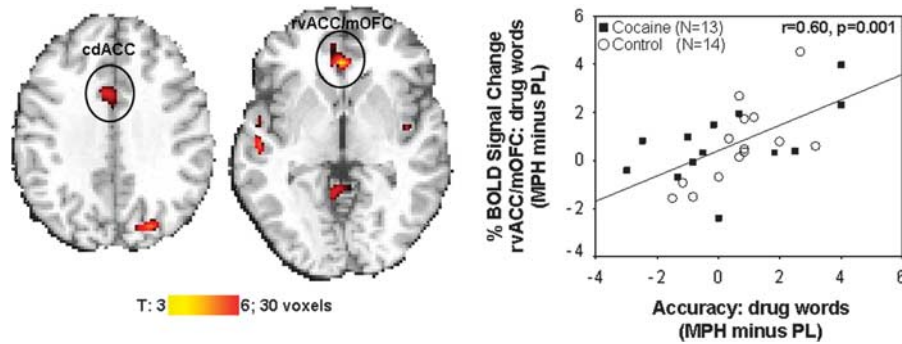 cdACC
rvACC/mOFC
T: 3 6; 30 voxels
% BOLD Signal Change
rvACC/mOFC: drug words
(MPH minus PL)
6
4
2
0
-2
-4
Cocaine (N=13)
Control (N=14)
r=0.60, p=0.001
-4 -2 0 2 4 6
Accuracy: drug words
(MPH minus PL)